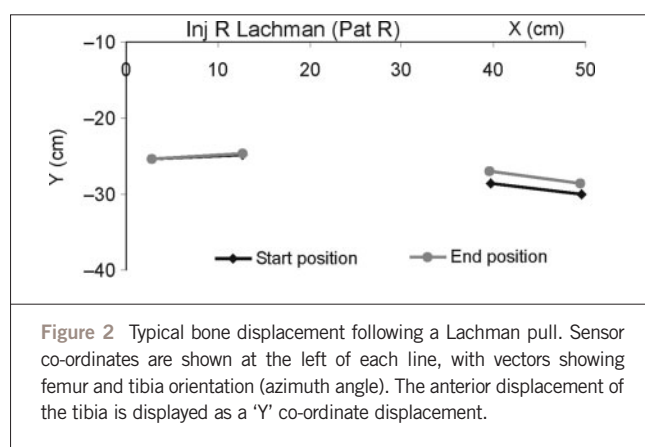 Inj R Lachman (Pat R)
X (cm)
–10
0 10 20 30 40 50
–20
Y (cm)
–30
Start position
End position
–40
Figure 2 Typical bone displacement following a Lachman pull. Sensor
co-ordinates are shown at the left of each line, with vectors showing
femur and tibia orientation (azimuth angle). The anterior displacement of
the tibia is displayed as a ‘Y’ co-ordinate displacement.